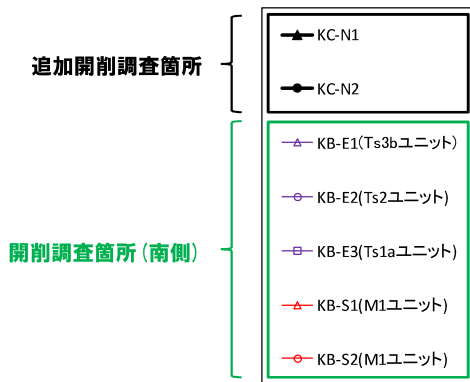 追加開削調査箇所
KC-N1
KC-N2
開削調査箇所(南側)
KB-E1(Ts3bユニット)
KB-E2(Ts2ユニット)
KB-E3(Ts1aユニット)
KB-S1(M1ユニット)
KB-S2(M1ユニット)